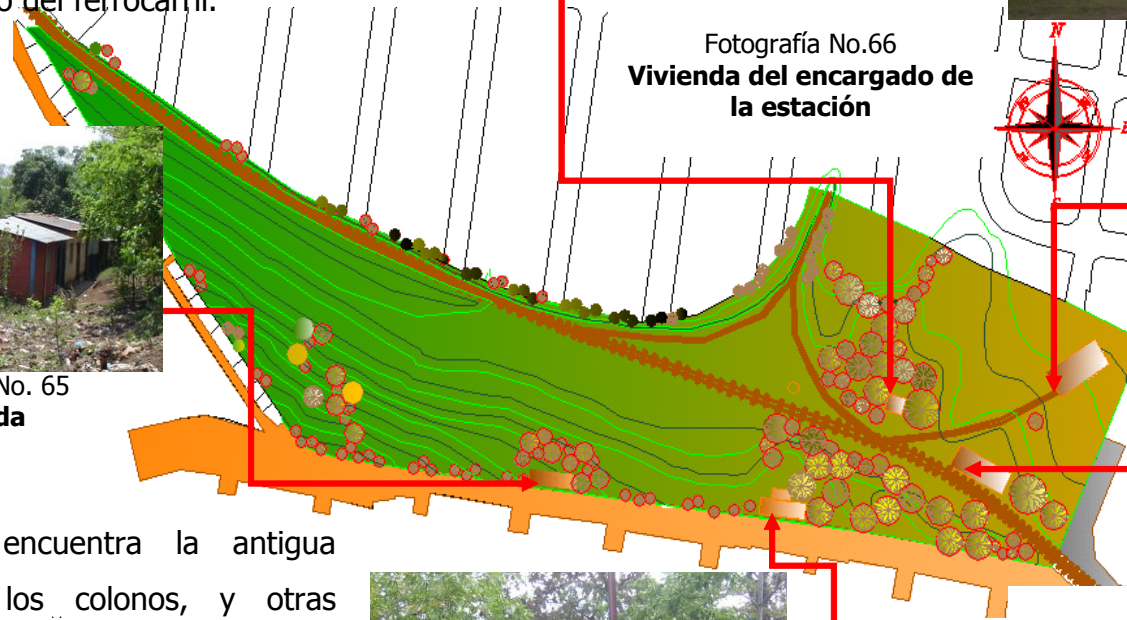 del ferrocarril.
Fotografía No.66
Vivienda del encargado de
la estación
N
E
No. 65
encuentra la antigua
los colonos, y otras